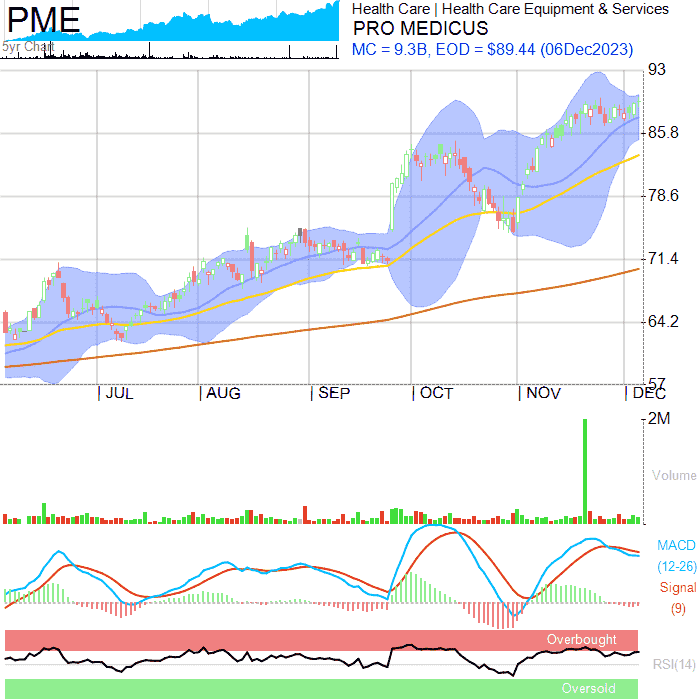 PME
5yr Chart
Health Care | Health Care Equipment & Services
PRO MEDICUS
MC = 9.3B, EOD = $89.44 (06Dec2023)
93
85.8
78.6
71.4
64.2
57
JUL AUG SEP OCT NOV DEC
2M
Volume
MACD
(12-26)
Signal
(9)
Overbought
RSI(14)
Oversold